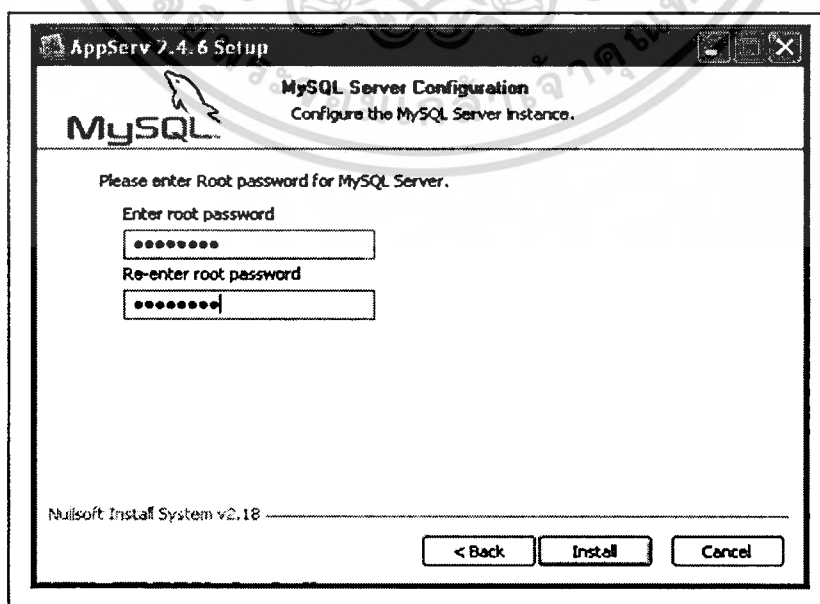 AppServ 2.4.6 Setup
MySQL Server Configuration
Configure the MySQL Server instance.
MySQL
Please enter Root password for MySQL Server.
Enter root password
••••••••
Re-enter root password
••••••••
Nullsoft Install System v2.18
< Back
Install
Cancel